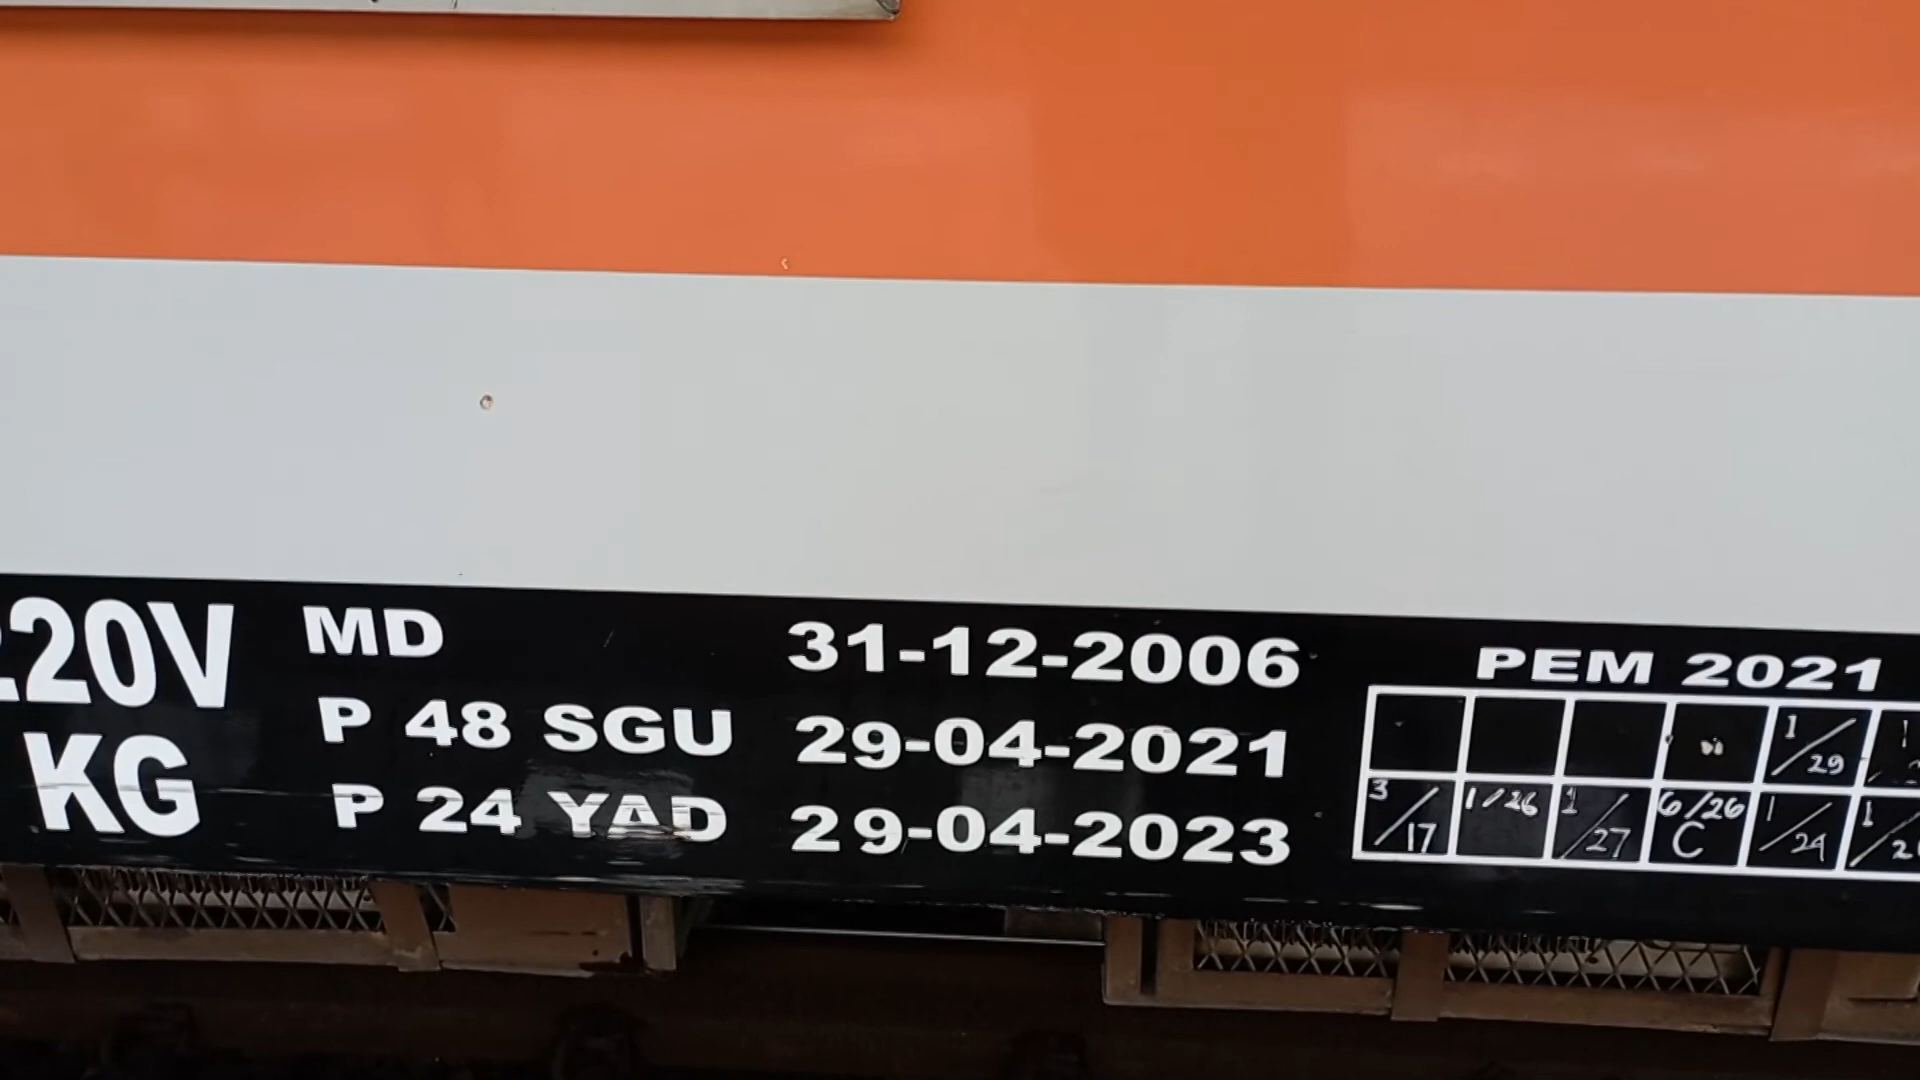 220V
KG
MD 31-12-2006
P 48 SGU 29-04-2021
P 24 YAD 29-04-2023
PEM 2021
1/29
3/17 1/26 1/27 6/26 C 1/24